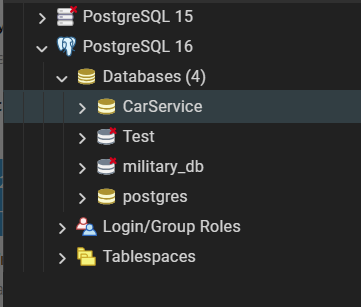 PostgreSQL 15
PostgreSQL 16
Databases (4)
CarService
Test
military_db
postgres
Login/Group Roles
Tablespaces